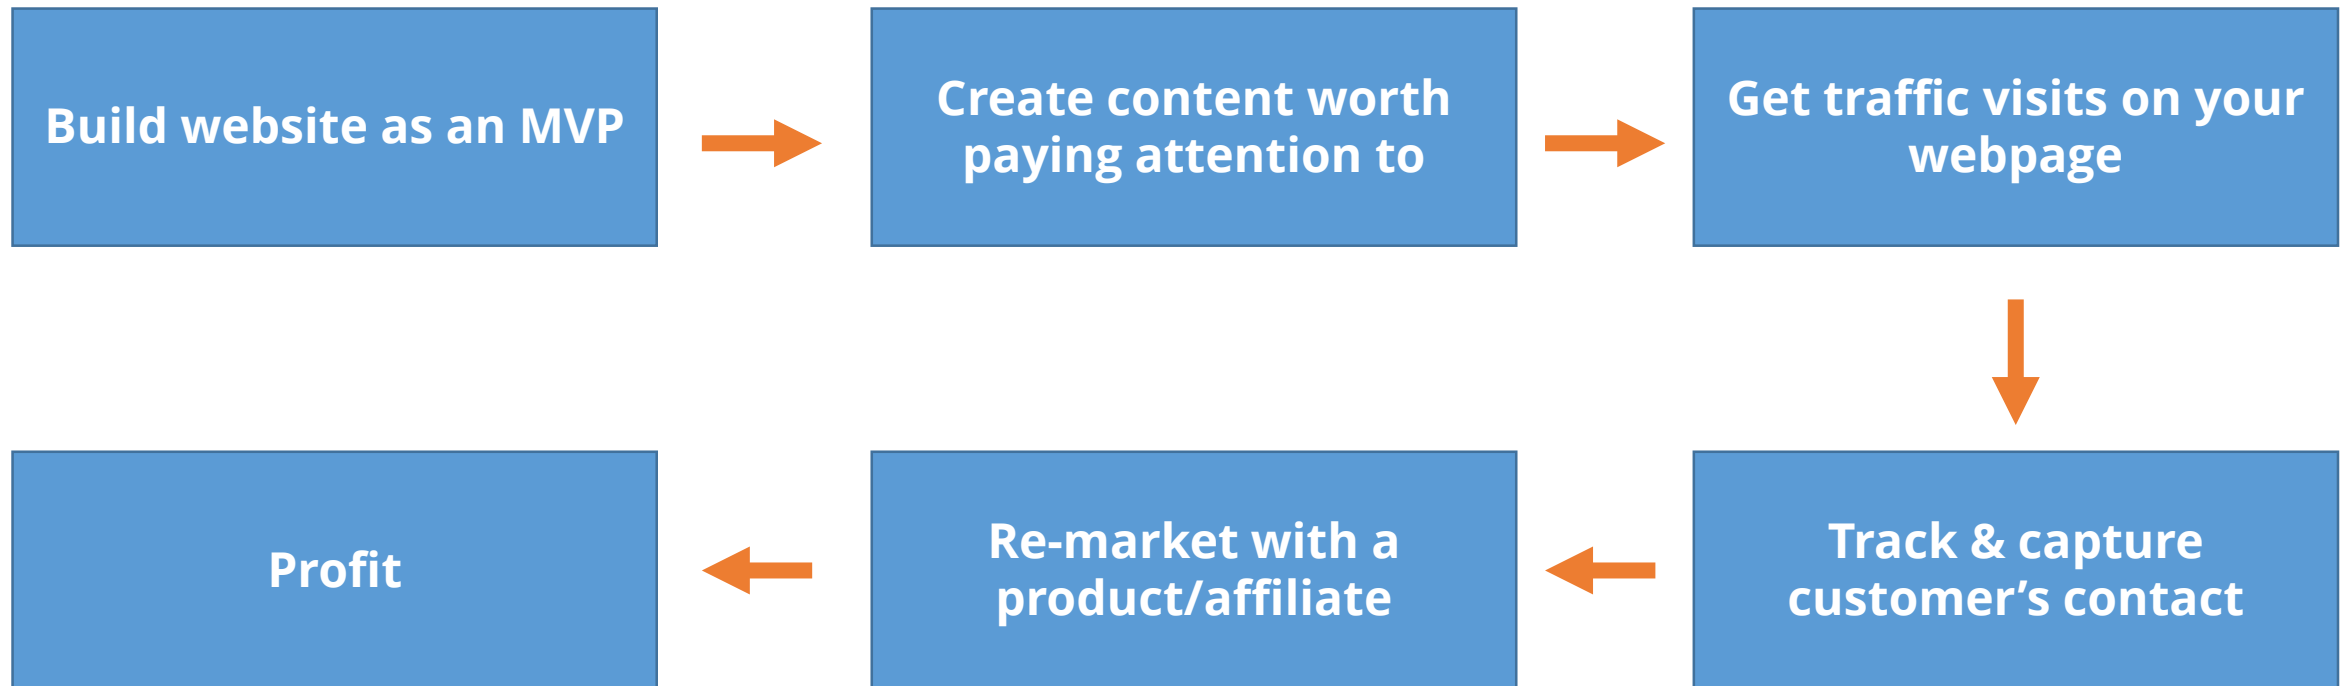 Build website as an MVP
Create content worth
paying attention to
Get traffic visits on your
webpage
Track & capture
customer’s contact
Re-market with a
product/affiliate
Profit